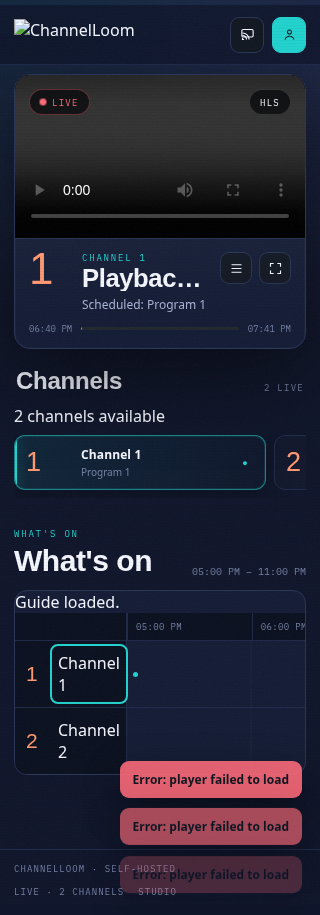 ChannelLoom
LIVE
HLS
0:00
1
CHANNEL 1
Playbac...
Scheduled: Program 1
06:40 PM
07:41 PM
Channels
2 LIVE
2 channels available
1
Channel 1
Program 1
2
WHAT'S ON
What's on
05:00 PM – 11:00 PM
Guide loaded.
05:00 PM
06:00 PM
1
Channel 1
2
Channel 2
Error: player failed to load
Error: player failed to load
Error: player failed to load
CHANNELLOOM · SELF-HOSTED
LIVE · 2 CHANNELS STUDIO